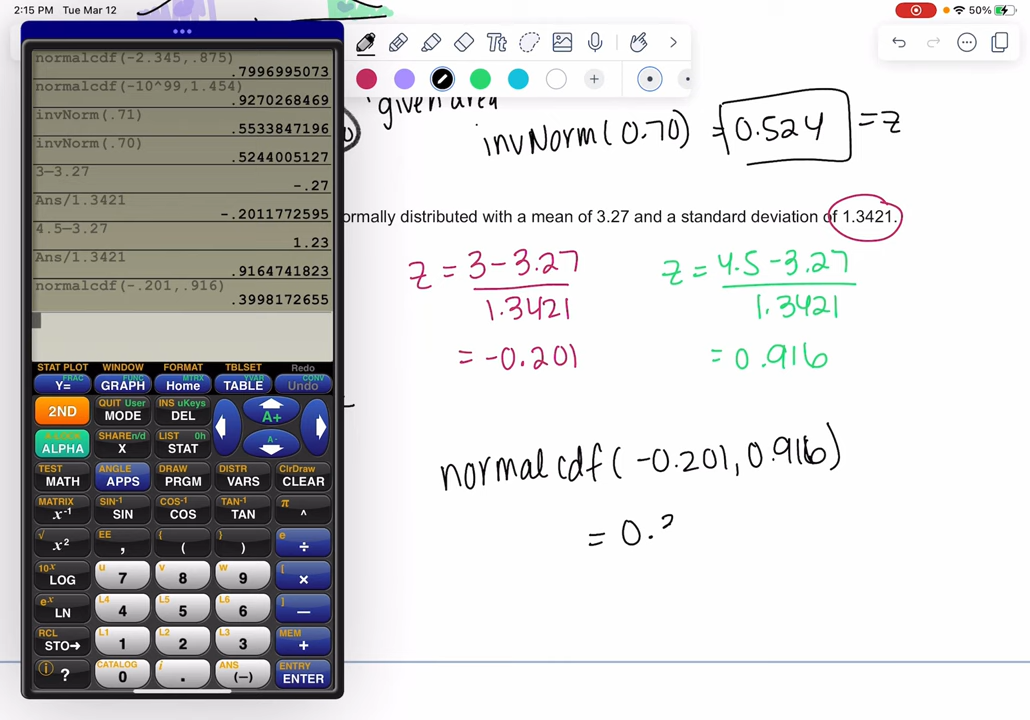 2:15 PM Tue Mar 12
50%
normalcdf(-2.345,.875)
.7996995073
normalcdf(-10^99,1.454)
.9270268469
invNorm(.71)
.5533847196
invNorm(.70)
.5244005127
3-3.27
-.27
Ans/1.3421
-.2011772595
4.5-3.27
1.23
Ans/1.3421
.9164741823
normalcdf(-.201,.916)
.3998172655
Tt
given area
invNorm(0.70) = 0.524 = z
ormally distributed with a mean of 3.27 and a standard deviation of 1.3421.
z = 3-3.27 / 1.3421
= -0.201
z = 4.5-3.27 / 1.3421
= 0.916
normalcdf(-0.201, 0.916)
= 0.
STAT PLOT WINDOW FORMAT TBLSET Redo
Y= GRAPH Home TABLE Undo
QUIT User INS uKeys
2ND MODE DEL A+
SHARE n/d LIST 0h A-
ALPHA X STAT
TEST ANGLE DRAW DISTR ClrDraw
MATH APPS PRGM VARS CLEAR
MATRIX SIN-1 COS-1 TAN-1 π
x-1 SIN COS TAN ^
√ EE { } e
x² , ( ) ÷
10x u v w [
LOG 7 8 9 ×
ex L4 L5 L6 ]
LN 4 5 6 −
RCL L1 L2 L3 MEM
STO→ 1 2 3 +
CATALOG i ANS ENTRY
? 0 . (−) ENTER